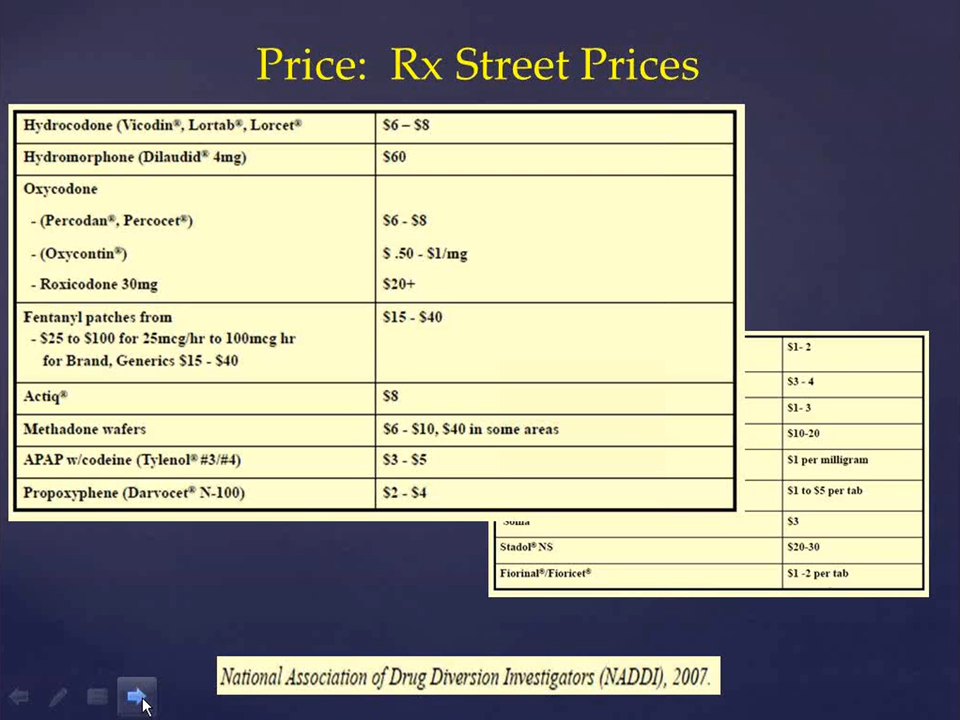 Price:  Rx Street Prices
Hydrocodone (Vicodin®, Lortab®, Lorcet® $6 – $8
Hydromorphone (Dilaudid® 4mg) $60
Oxycodone
- (Percodan®, Percocet®) $6 - $8
- (Oxycontin®) $ .50 - $1/mg
- Roxicodone 30mg $20+
Fentanyl patches from $15 - $40
- $25 to $100 for 25mcg/hr to 100mcg hr
for Brand, Generics $15 - $40
Actiq® $8
Methadone wafers $6 - $10, $40 in some areas
APAP w/codeine (Tylenol® #3/#4) $3 - $5
Propoxyphene (Darvocet® N-100) $2 - $4
$1- 2
$3 - 4
$1- 3
$10-20
$1 per milligram
$1 to $5 per tab
Soma $3
Stadol® NS $20-30
Fiorinal®/Fioricet® $1 -2 per tab
National Association of Drug Diversion Investigators (NADDI), 2007.